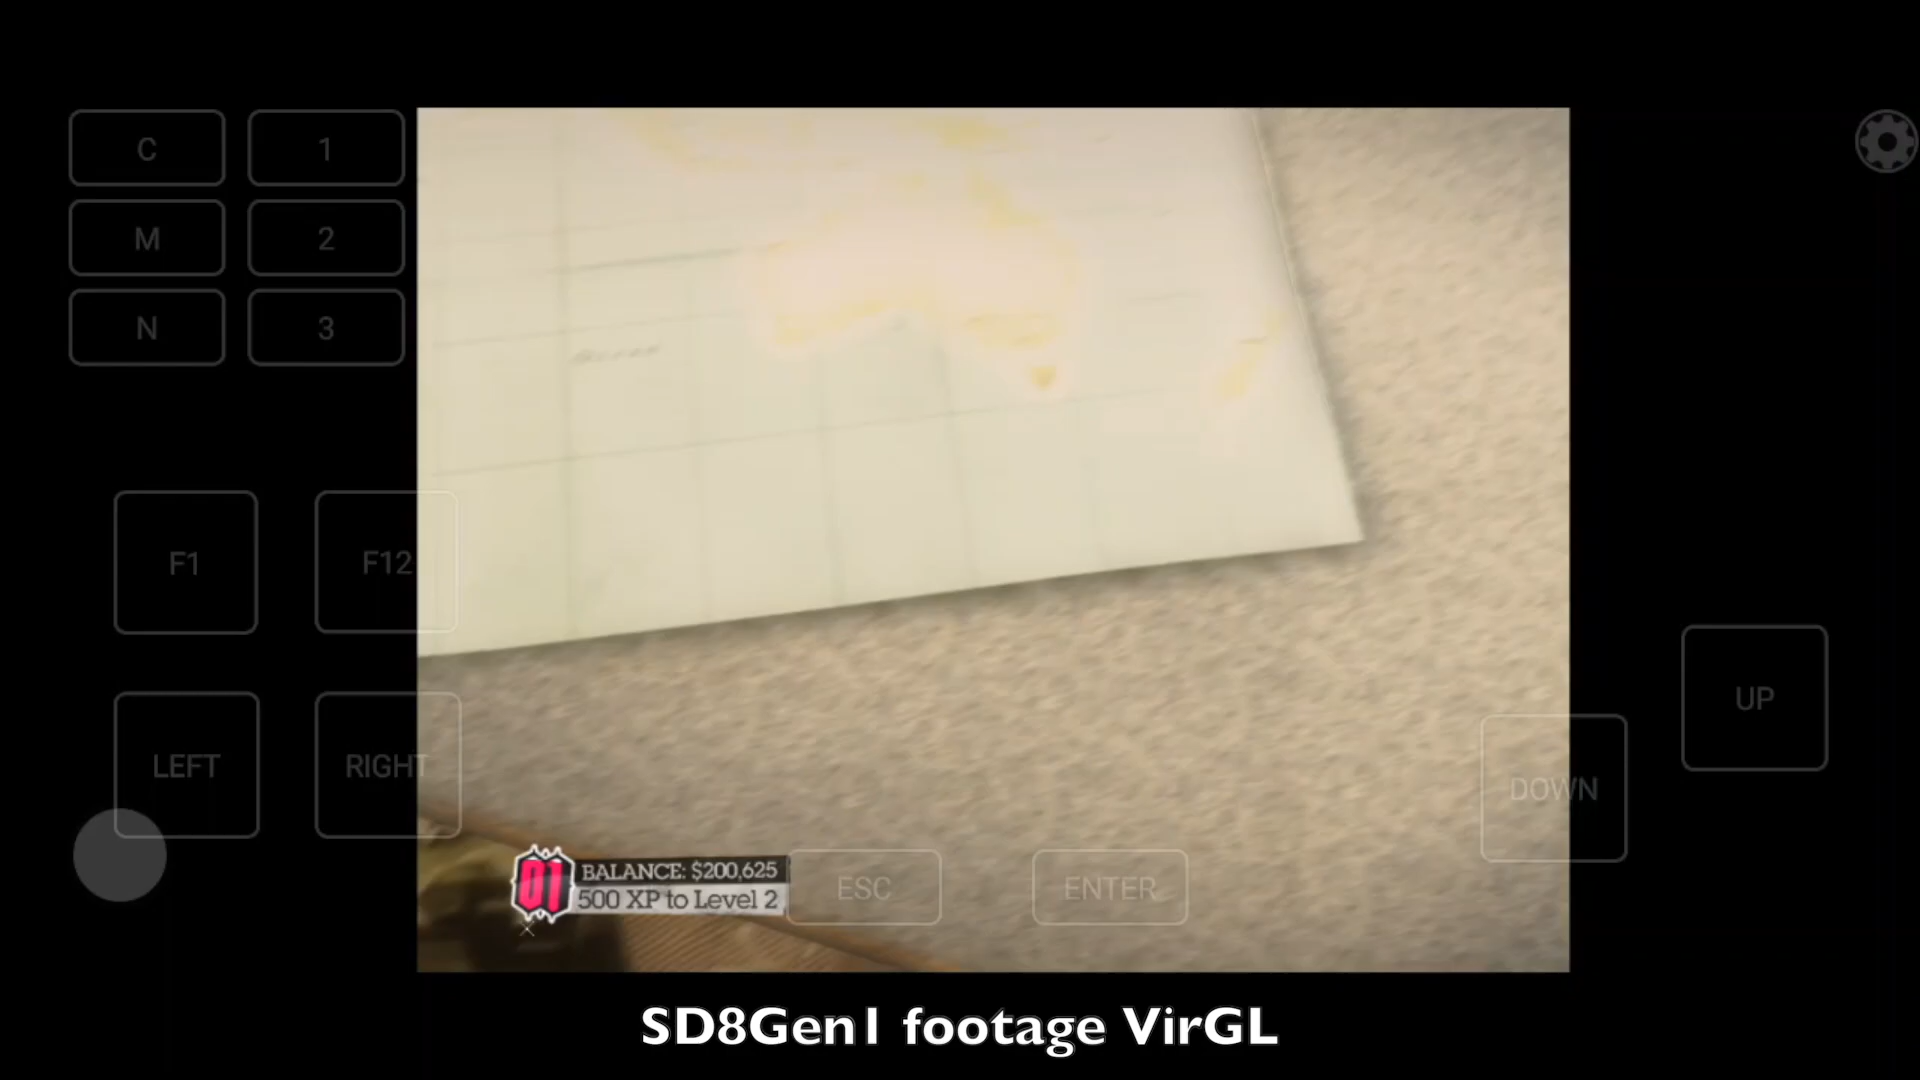 C
1
M
2
N
3
F1
F12
UP
LEFT
RIGHT
DOWN
01
BALANCE: $200,625
500 XP to Level 2
ESC
ENTER
SD8Gen1 footage VirGL